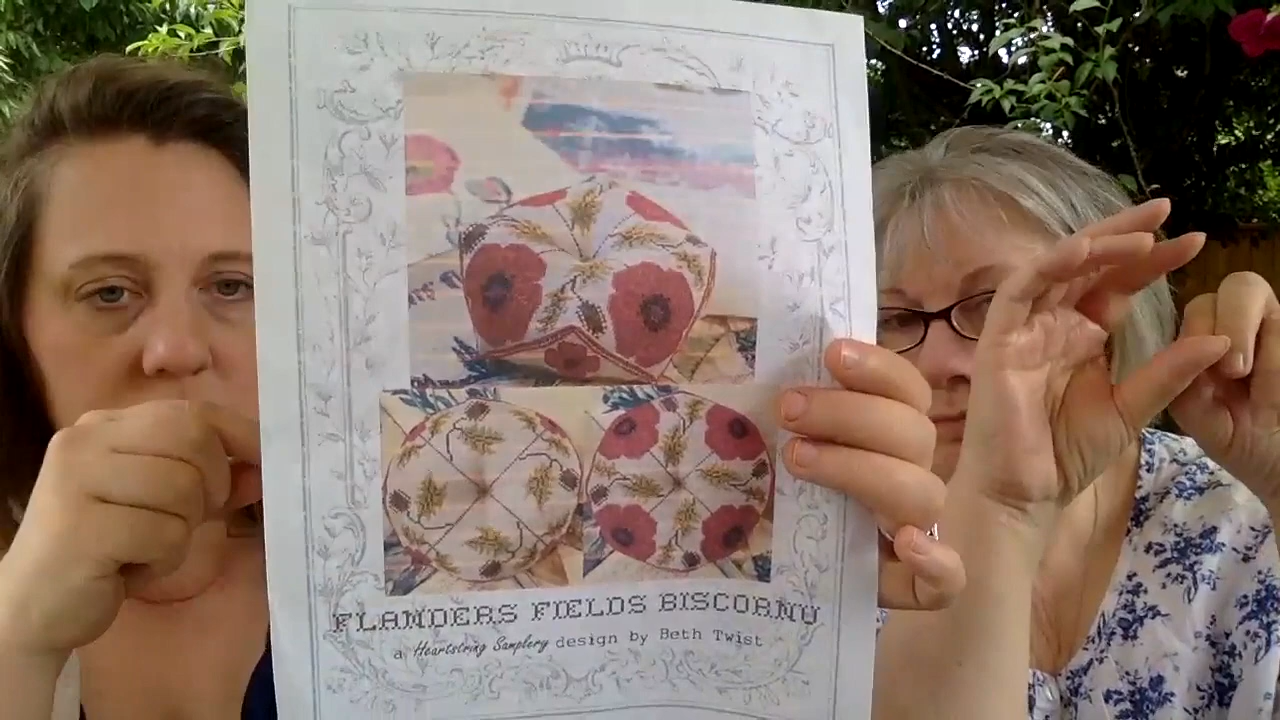 FLANDERS FIELDS BISCORNU
a Heartstring Samplery design by Beth Twist